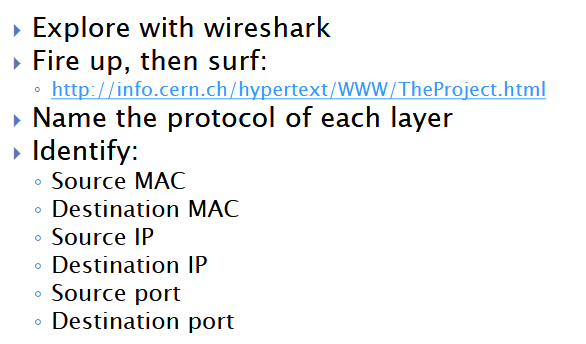 Explore with wireshark
Fire up, then surf:
http://info.cern.ch/hypertext/WWW/TheProject.html
Name the protocol of each layer
Identify:
Source MAC
Destination MAC
Source IP
Destination IP
Source port
Destination port